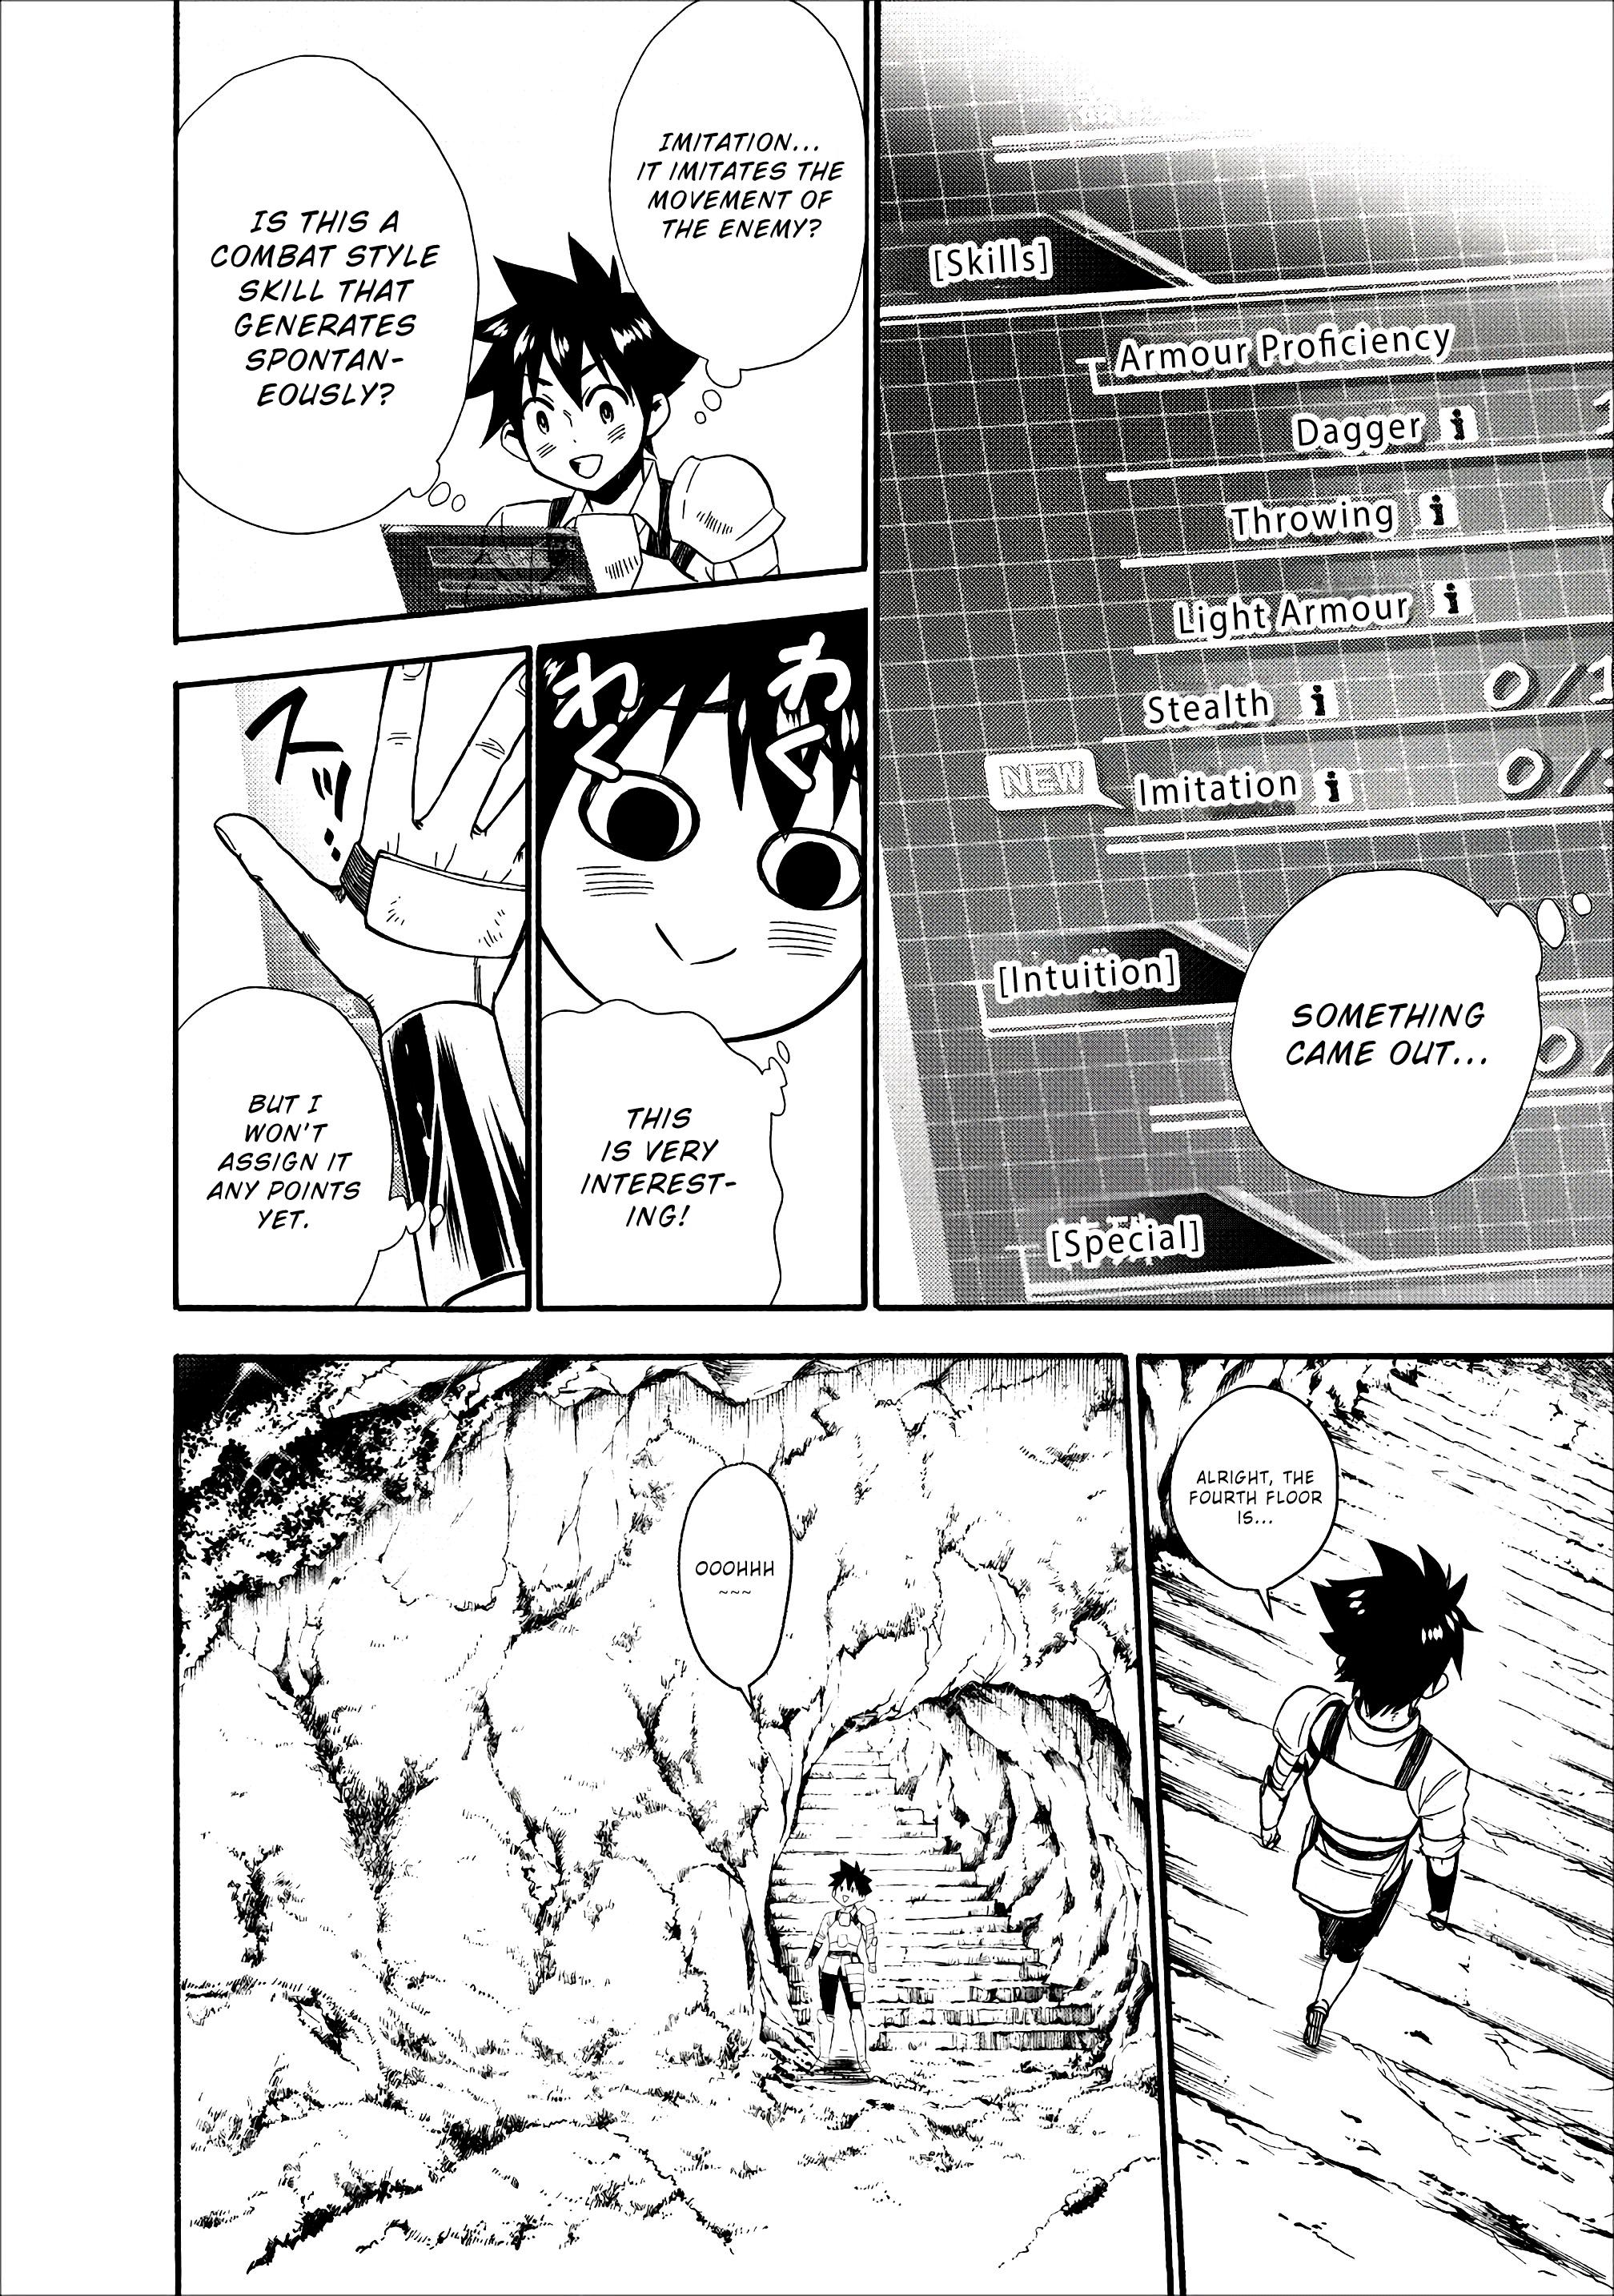 [Skills]
Armour Proficiency
Dagger i
Throwing i
Light Armour i
Stealth i 0/1
NEW
Imitation i 0/1
[Intuition]
0/
SOMETHING
CAME OUT...
[Special]
IMITATION...
IT IMITATES THE
MOVEMENT OF
THE ENEMY?
IS THIS A
COMBAT STYLE
SKILL THAT
GENERATES
SPONTAN-
EOUSLY?
わく
わく
THIS
IS VERY
INTEREST-
ING!
スッ..
BUT I
WON'T
ASSIGN IT
ANY POINTS
YET.
ALRIGHT, THE
FOURTH FLOOR
IS...
OOOHHH
~~~